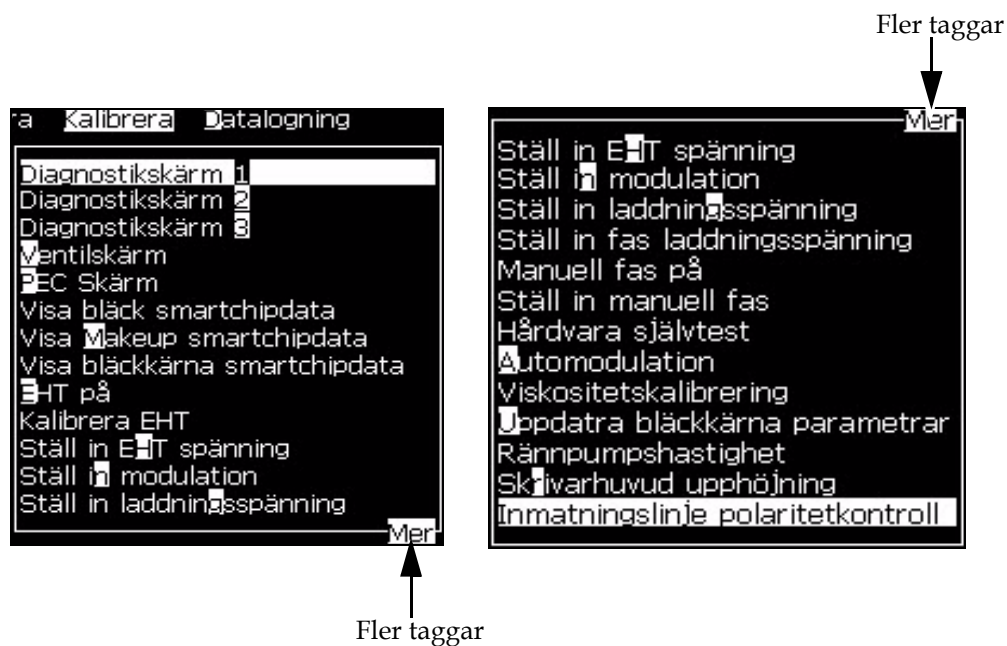 Fler taggar
ra Kalibrera Datalogning
Diagnostikskärm 1
Diagnostikskärm 2
Diagnostikskärm 3
Ventilskärm
PEC Skärm
Visa bläck smartchipdata
Visa Makeup smartchipdata
Visa bläckkärna smartchipdata
EHT på
Kalibrera EHT
Ställ in EHT spänning
Ställ in modulation
Ställ in laddningsspänning
Mer
Fler taggar
Mer
Ställ in EHT spänning
Ställ in modulation
Ställ in laddningsspänning
Ställ in fas laddningsspänning
Manuell fas på
Ställ in manuell fas
Hårdvara självtest
Automodulation
Viskositetskalibrering
Uppdatra bläckkärna parametrar
Rännpumpshastighet
Skrivarhuvud upphöjning
Inmatningslinje polaritetkontroll